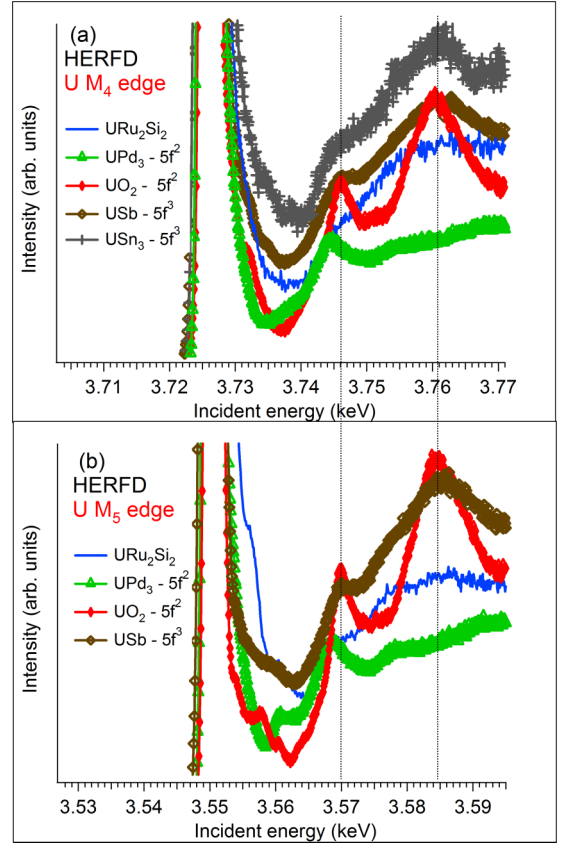 (a)
HERFD
U M₄ edge
URu₂Si₂
UPd₃ - 5f²
UO₂ - 5f²
USb - 5f³
USn₃ - 5f³
Intensity (arb. units)
3.71 3.72 3.73 3.74 3.75 3.76 3.77
Incident energy (keV)
(b)
HERFD
U M₅ edge
URu₂Si₂
UPd₃ - 5f²
UO₂ - 5f²
USb - 5f³
Intensity (arb. units)
3.53 3.54 3.55 3.56 3.57 3.58 3.59
Incident energy (keV)